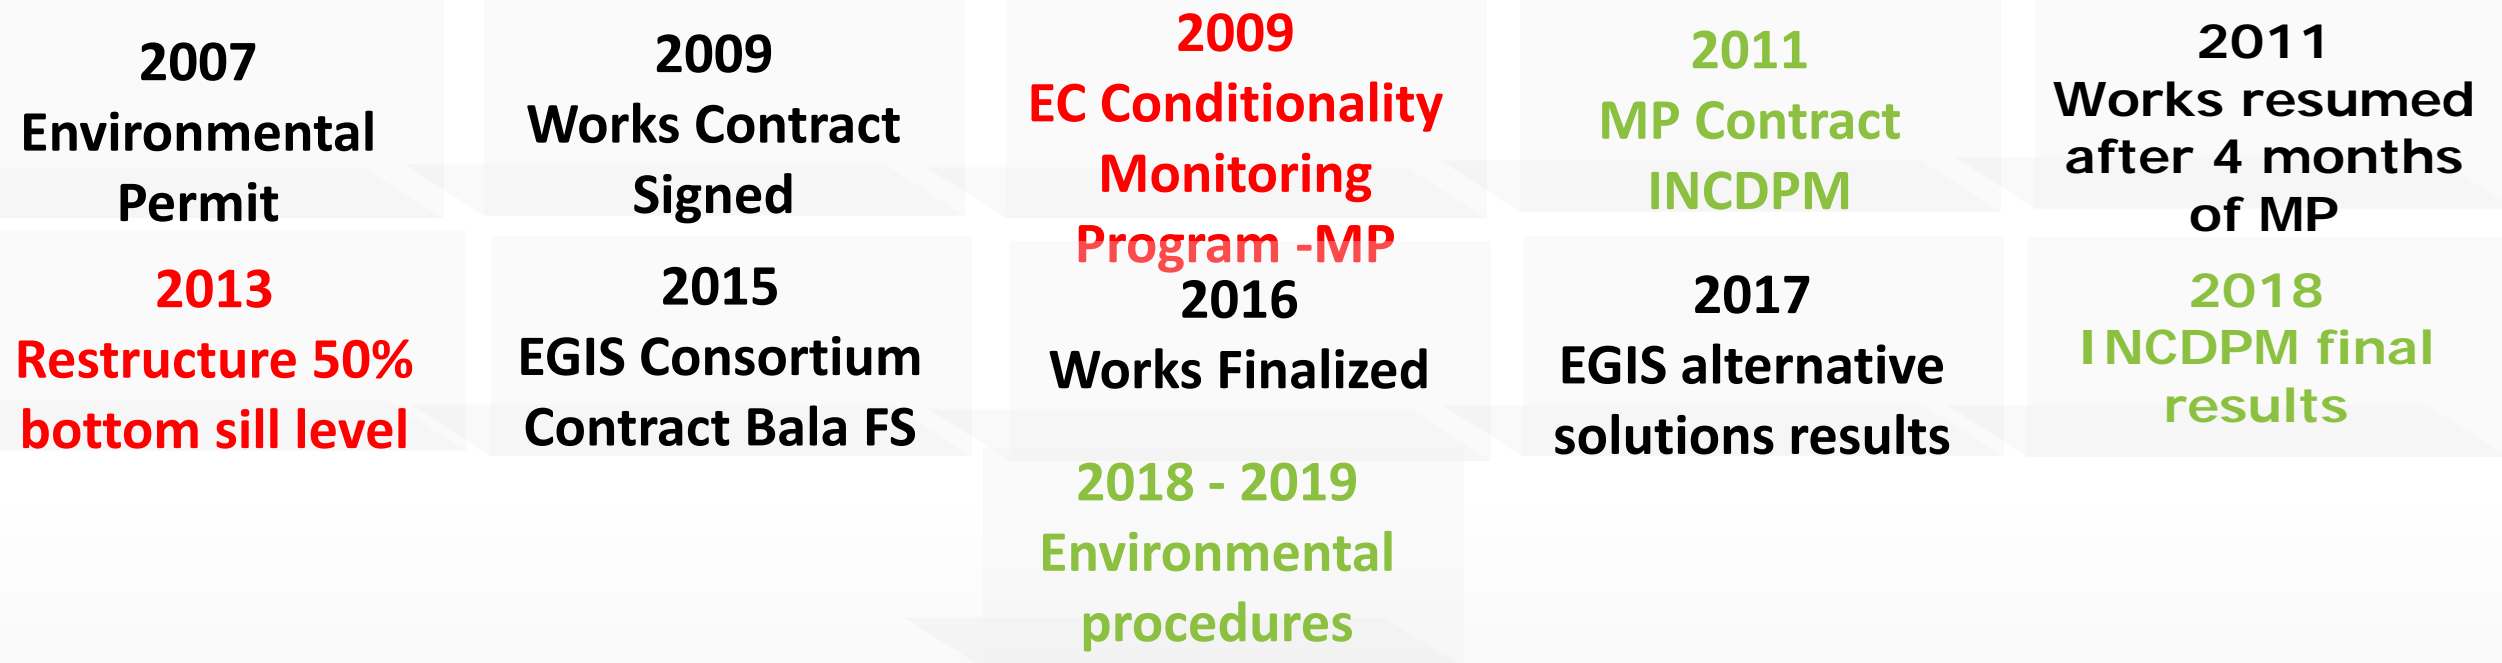 2007
Environmental
Permit
2009
Works Contract
Signed
2009
EC Conditionality
Monitoring
Program -MP
2011
MP Contract
INCDPM
2011
Works resumed
after 4 months
of MP
2013
Restructure 50%
bottom sill level
2015
EGIS Consortium
Contract Bala FS
2016
Works Finalized
2017
EGIS alternative
solutions results
2018
INCDPM final
results
2018 - 2019
Environmental
procedures